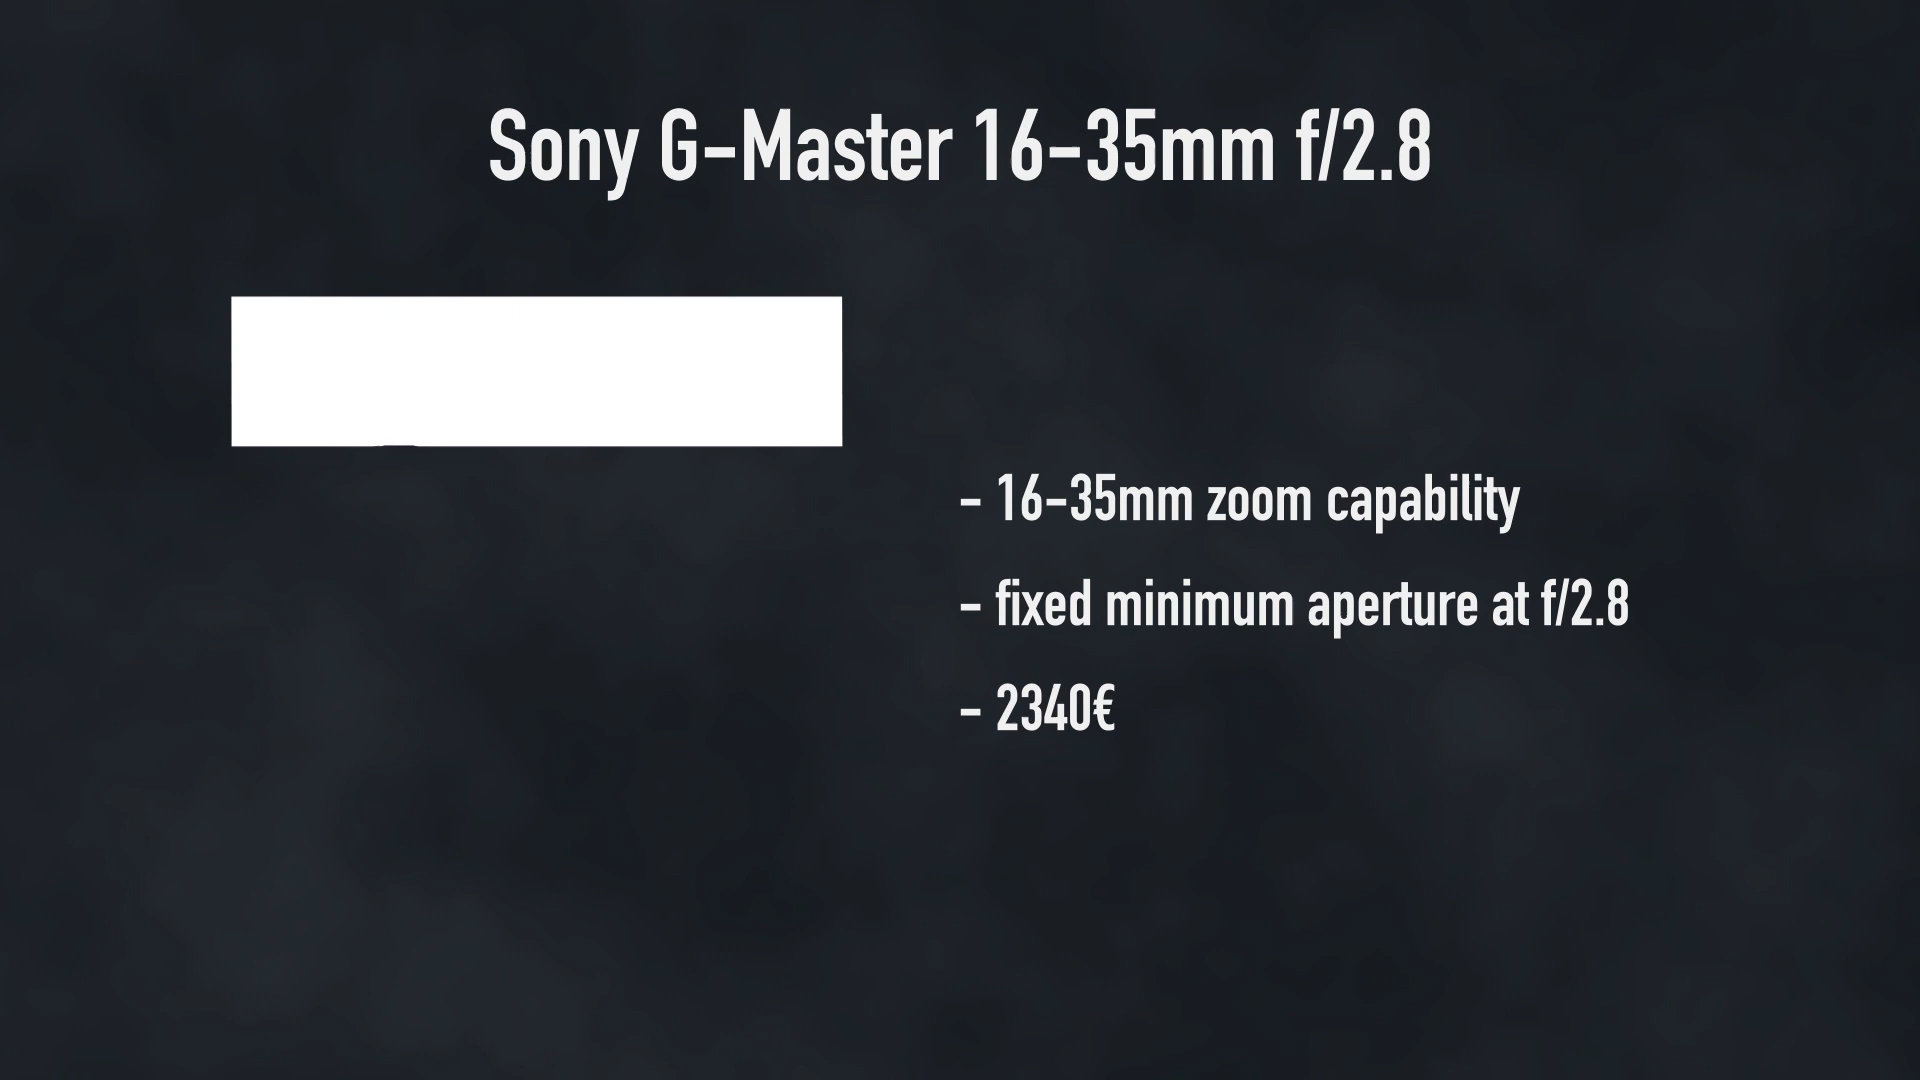 Sony G-Master 16-35mm f/2.8
- 16-35mm zoom capability
- fixed minimum aperture at f/2.8
- 2340€